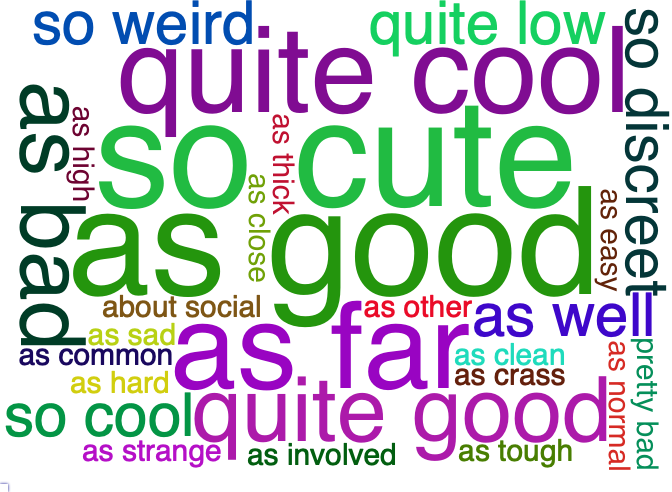 so weird
quite low
so discreet
quite cool
as bad
as high
so cute
as thick
as close
as good
as easy
about social
as other
as well
as sad
as far
as common
as clean
as hard
as crass
as normal
pretty bad
so cool
quite good
as strange
as involved
as tough